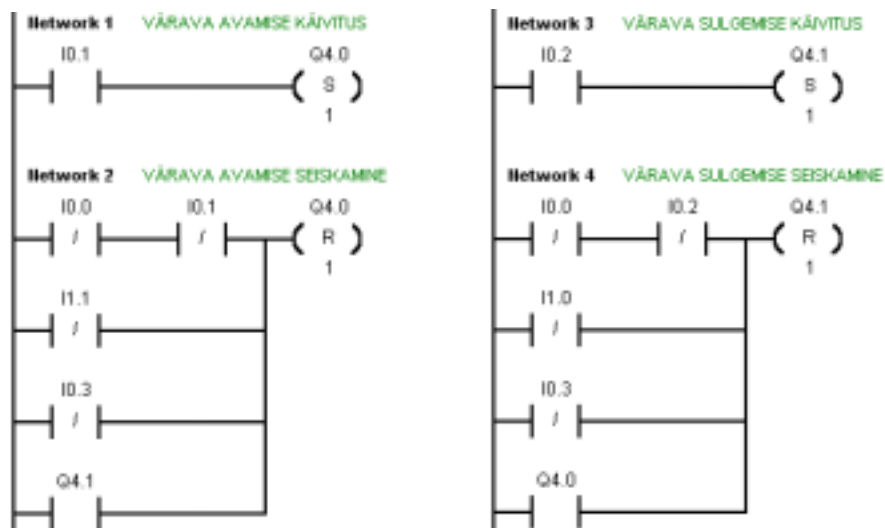 Network 1 VÄRAVA AVAMISE KÄIVITUS
I0.1 Q4.0
S
1
Network 2 VÄRAVA AVAMISE SEISKAMINE
I0.0 I0.1 Q4.0
/ / R
1
I1.1
/
I0.3
/
Q4.1
Network 3 VÄRAVA SULGEMISE KÄIVITUS
I0.2 Q4.1
S
1
Network 4 VÄRAVA SULGEMISE SEISKAMINE
I0.0 I0.2 Q4.1
/ / R
1
I1.0
/
I0.3
/
Q4.0